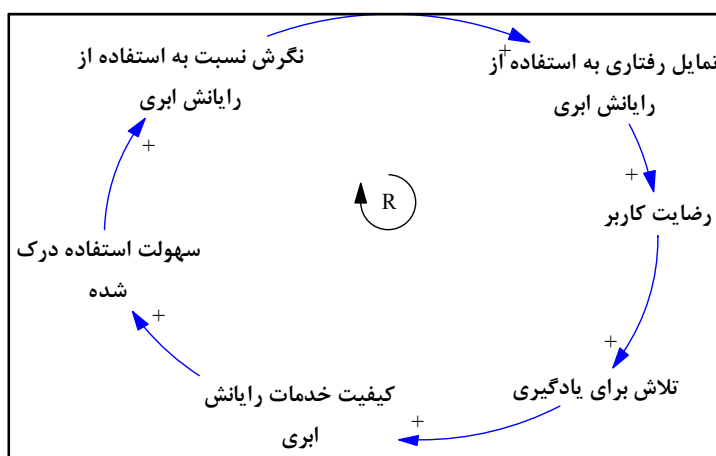 نگرش نسبت به استفاده از
رایانش ابری
+
تمایل رفتاری به استفاده از
رایانش ابری
+
رضایت کاربر
+
تلاش برای یادگیری
+
کیفیت خدمات رایانش
ابری
+
سهولت استفاده درک
شده
+
R